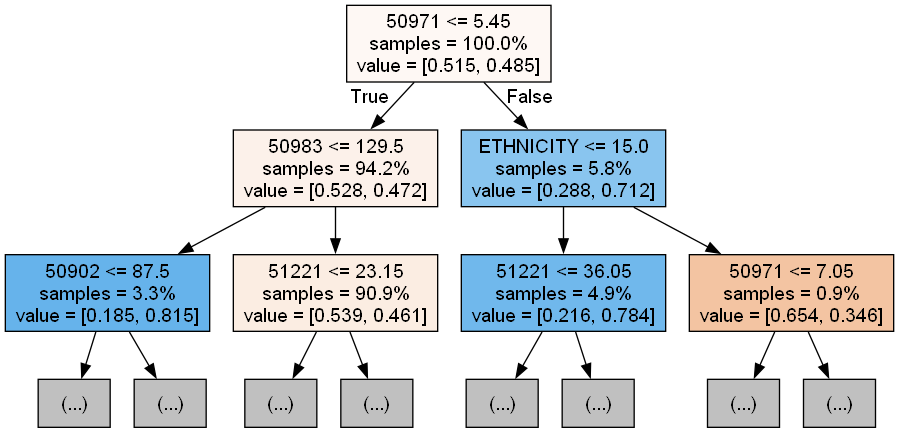 50971 <= 5.45
samples = 100.0%
value = [0.515, 0.485]
True
False
50983 <= 129.5
samples = 94.2%
value = [0.528, 0.472]
ETHNICITY <= 15.0
samples = 5.8%
value = [0.288, 0.712]
50902 <= 87.5
samples = 3.3%
value = [0.185, 0.815]
51221 <= 23.15
samples = 90.9%
value = [0.539, 0.461]
51221 <= 36.05
samples = 4.9%
value = [0.216, 0.784]
50971 <= 7.05
samples = 0.9%
value = [0.654, 0.346]
(...)
(...)
(...)
(...)
(...)
(...)
(...)
(...)